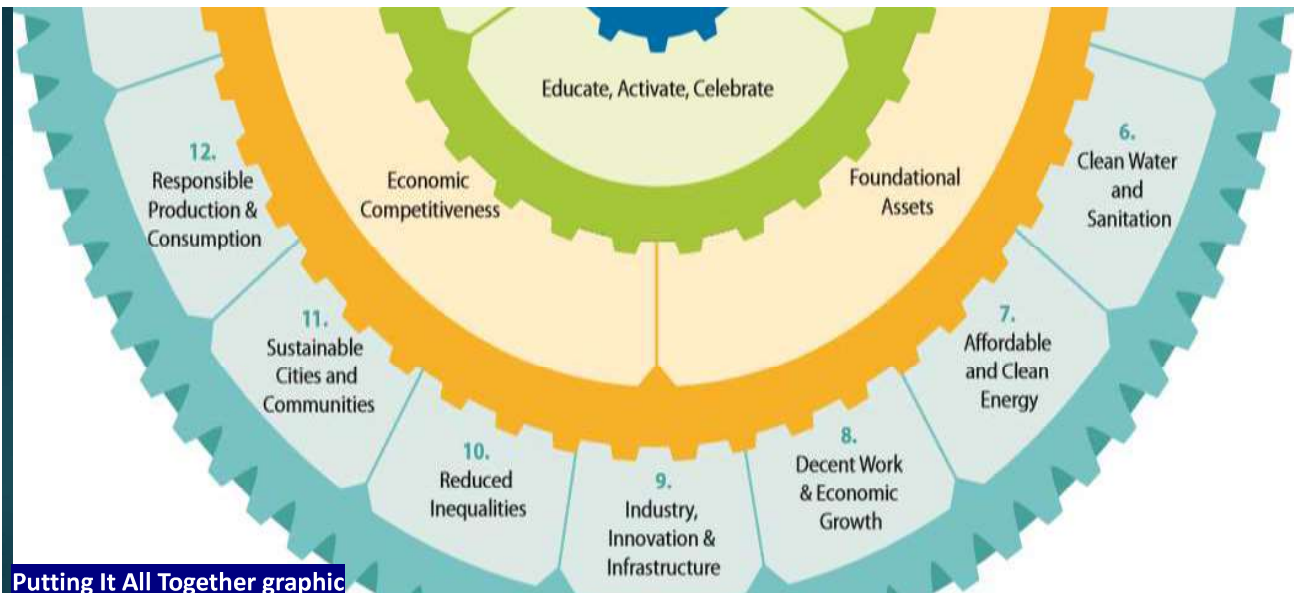 Educate, Activate, Celebrate
Economic
Competitiveness
Foundational
Assets
6.
Clean Water
and
Sanitation
7.
Affordable
and Clean
Energy
8.
Decent Work
& Economic
Growth
9.
Industry,
Innovation &
Infrastructure
10.
Reduced
Inequalities
11.
Sustainable
Cities and
Communities
12.
Responsible
Production &
Consumption
Putting It All Together graphic